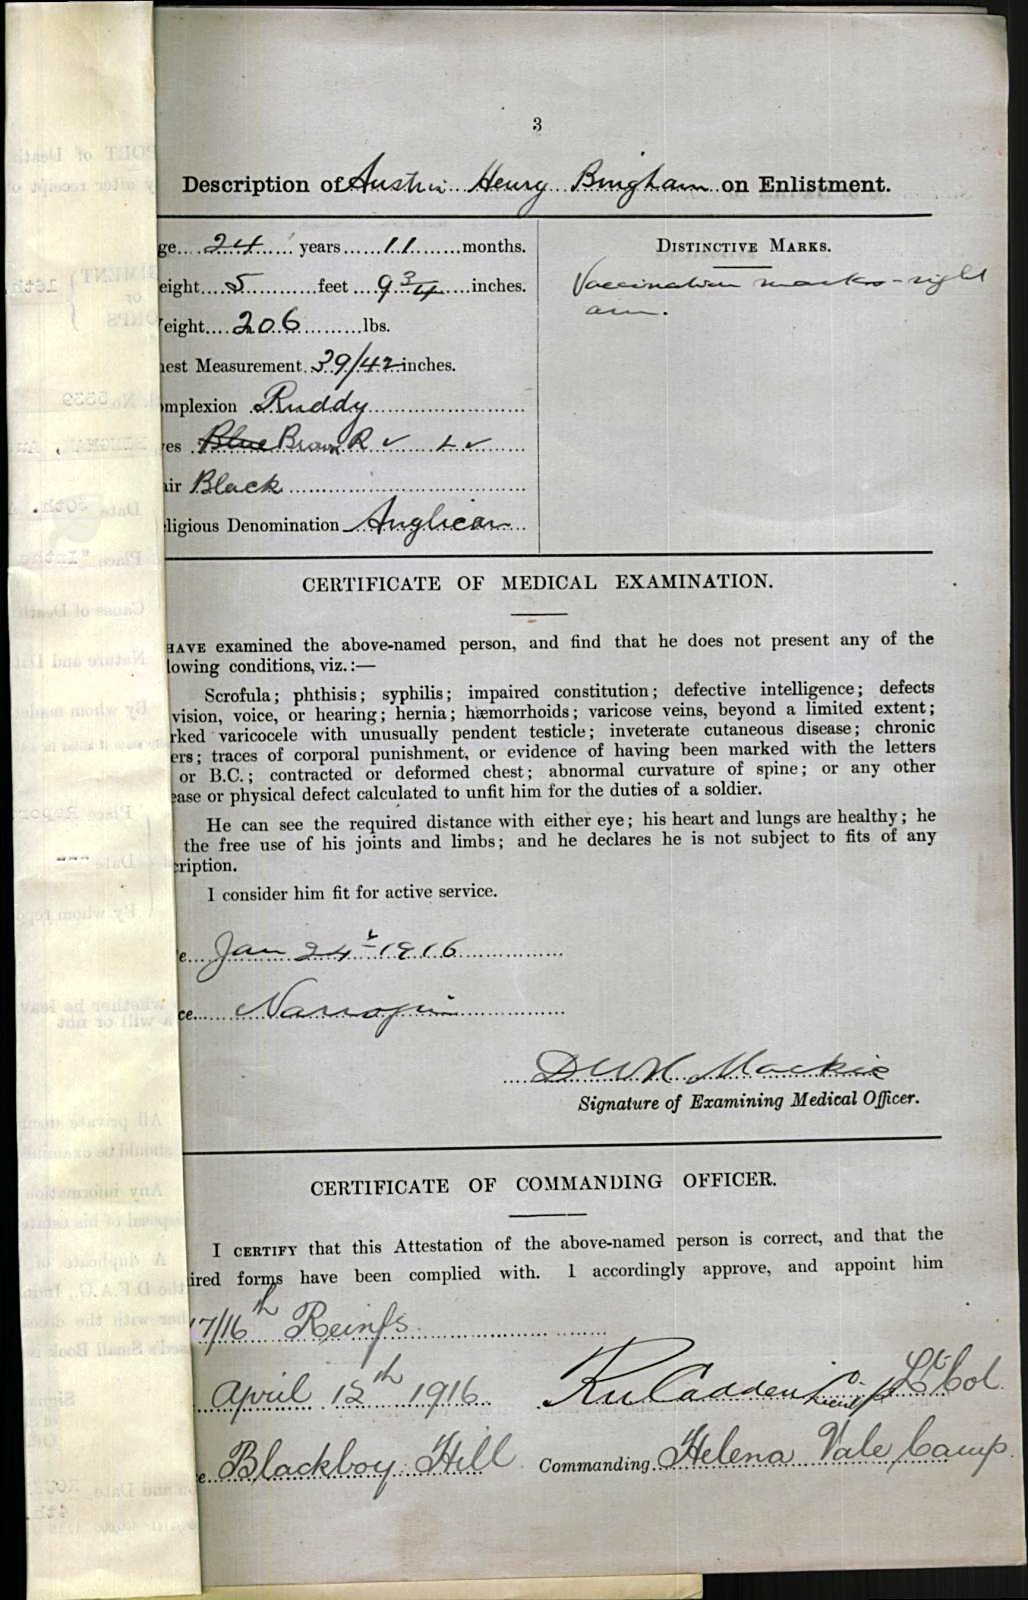 3
Description of Austin Henry Bingham on Enlistment.
ge 24 years 11 months.
eight 5 feet 9 3/4 inches.
eight 206 lbs.
est Measurement 39/42 inches.
mplexion Ruddy
es Blue Brown R ✓ L ✓
air Black
ligious Denomination Anglican
DISTINCTIVE MARKS.
Vaccination marks - right
arm.
CERTIFICATE OF MEDICAL EXAMINATION.
HAVE examined the above-named person, and find that he does not present any of the
lowing conditions, viz.:—
Scrofula; phthisis; syphilis; impaired constitution; defective intelligence; defects
vision, voice, or hearing; hernia; hæmorrhoids; varicose veins, beyond a limited extent;
rked varicocele with unusually pendent testicle; inveterate cutaneous disease; chronic
ers; traces of corporal punishment, or evidence of having been marked with the letters
or B.C.; contracted or deformed chest; abnormal curvature of spine; or any other
ease or physical defect calculated to unfit him for the duties of a soldier.
He can see the required distance with either eye; his heart and lungs are healthy; he
the free use of his joints and limbs; and he declares he is not subject to fits of any
cription.
I consider him fit for active service.
e Jan 24 1916
ce Narrogin
DWH Mackie
Signature of Examining Medical Officer.
CERTIFICATE OF COMMANDING OFFICER.
I CERTIFY that this Attestation of the above-named person is correct, and that the
ired forms have been complied with. I accordingly approve, and appoint him
17/16th Reinfs
April 12th 1916 Lt Col
e Blackboy Hill Commanding Helena Vale Camp